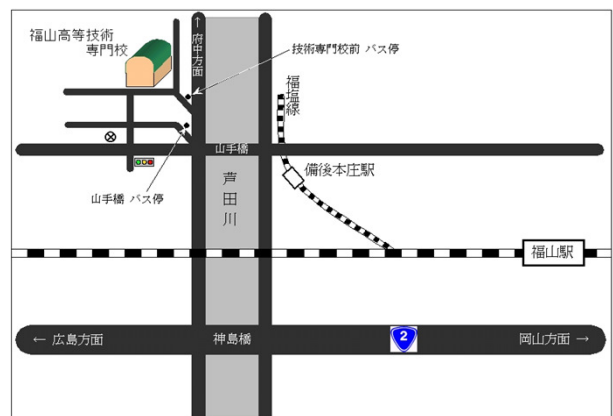 福山高等技術
専門校
↑府中方面
技術専門校前 バス停
福塩線
山手橋
備後本庄駅
芦田川
山手橋 バス停
福山駅
← 広島方面
神島橋
2
岡山方面 →